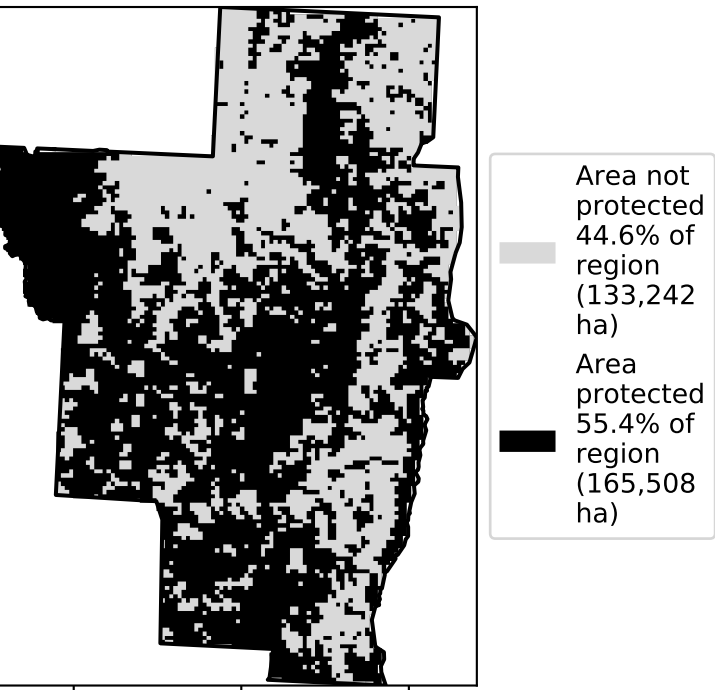 Area not
protected
44.6% of
region
(133,242
ha)
Area
protected
55.4% of
region
(165,508
ha)